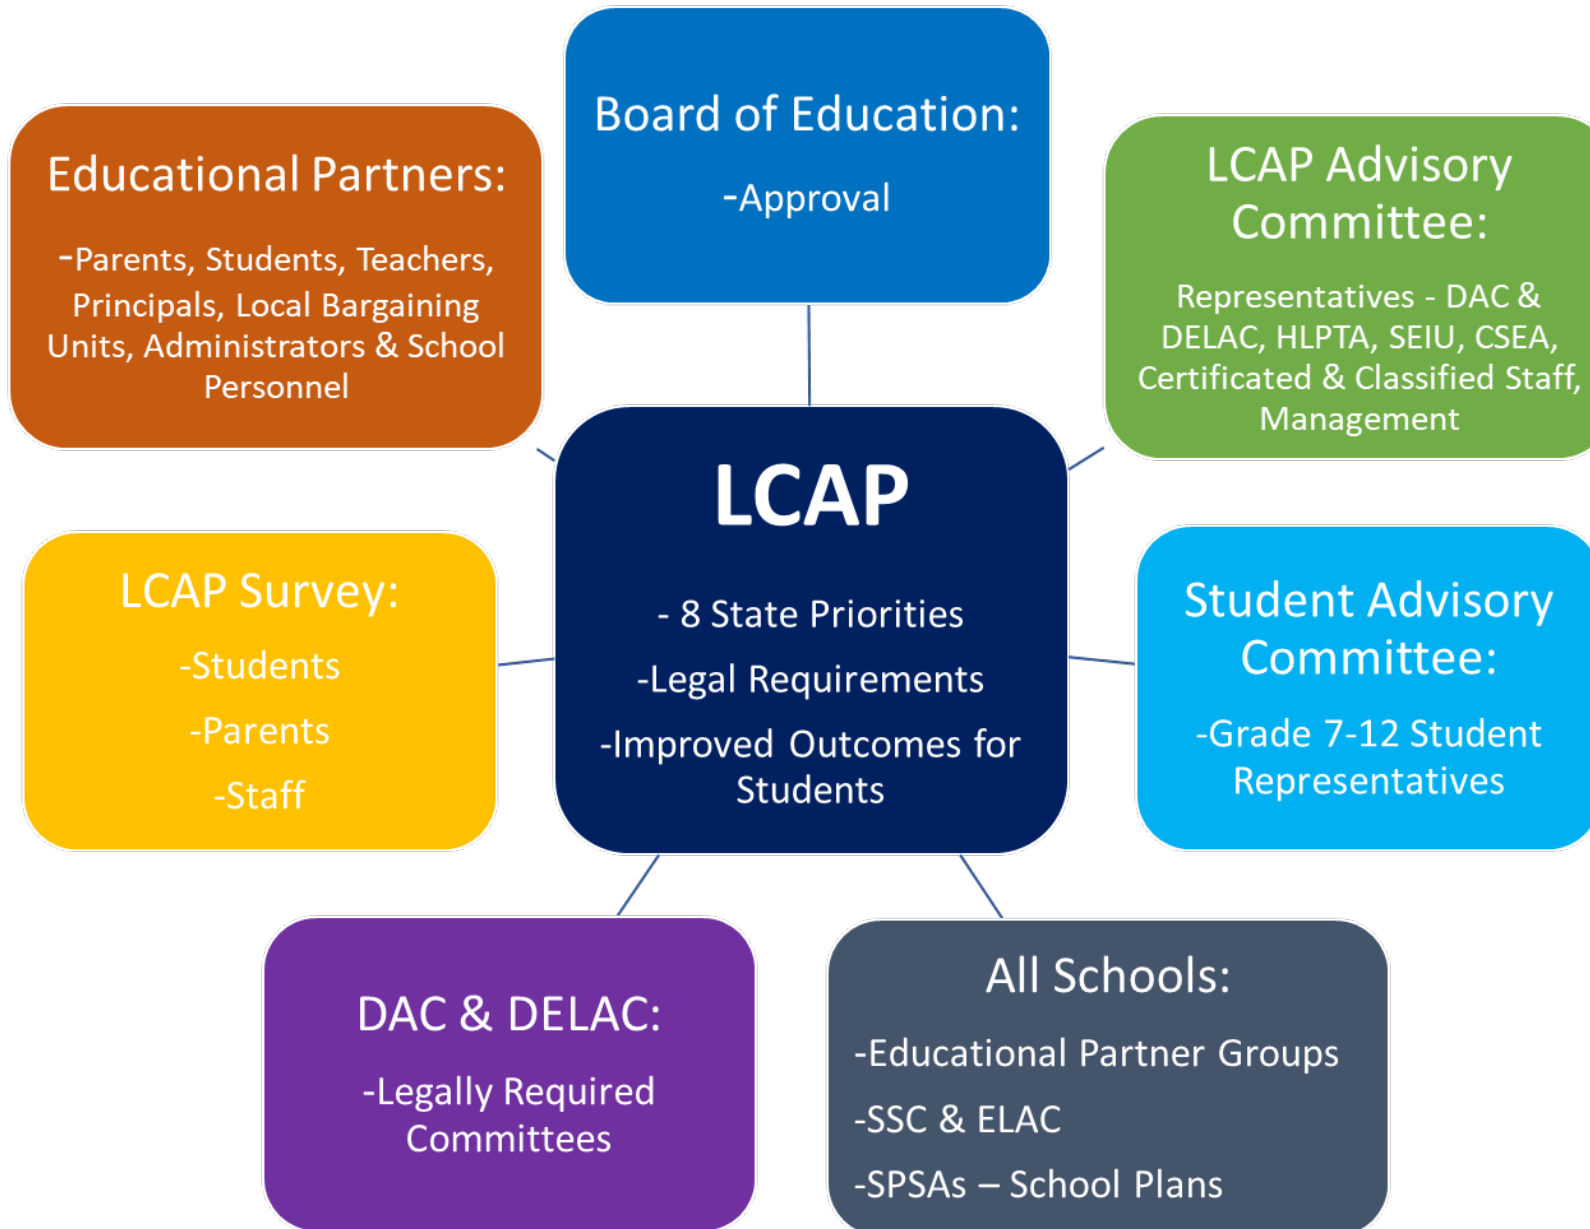 Board of Education:
-Approval
Educational Partners:
-Parents, Students, Teachers,
Principals, Local Bargaining
Units, Administrators & School
Personnel
LCAP Advisory
Committee:
Representatives - DAC &
DELAC, HLPTA, SEIU, CSEA,
Certificated & Classified Staff,
Management
LCAP
- 8 State Priorities
-Legal Requirements
-Improved Outcomes for
Students
LCAP Survey:
-Students
-Parents
-Staff
Student Advisory
Committee:
-Grade 7-12 Student
Representatives
DAC & DELAC:
-Legally Required
Committees
All Schools:
-Educational Partner Groups
-SSC & ELAC
-SPSAs – School Plans